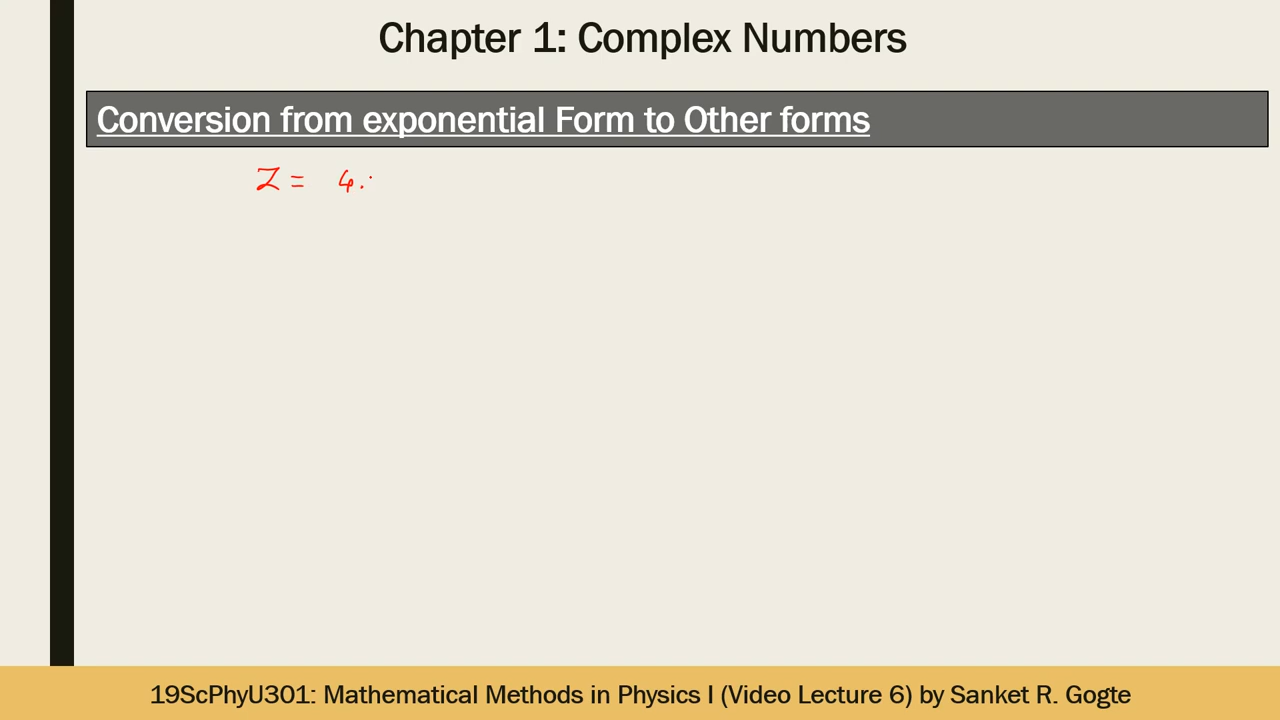 Chapter 1: Complex Numbers
Conversion from exponential Form to Other forms
Z = 4.
19ScPhyU301: Mathematical Methods in Physics I (Video Lecture 6) by Sanket R. Gogte